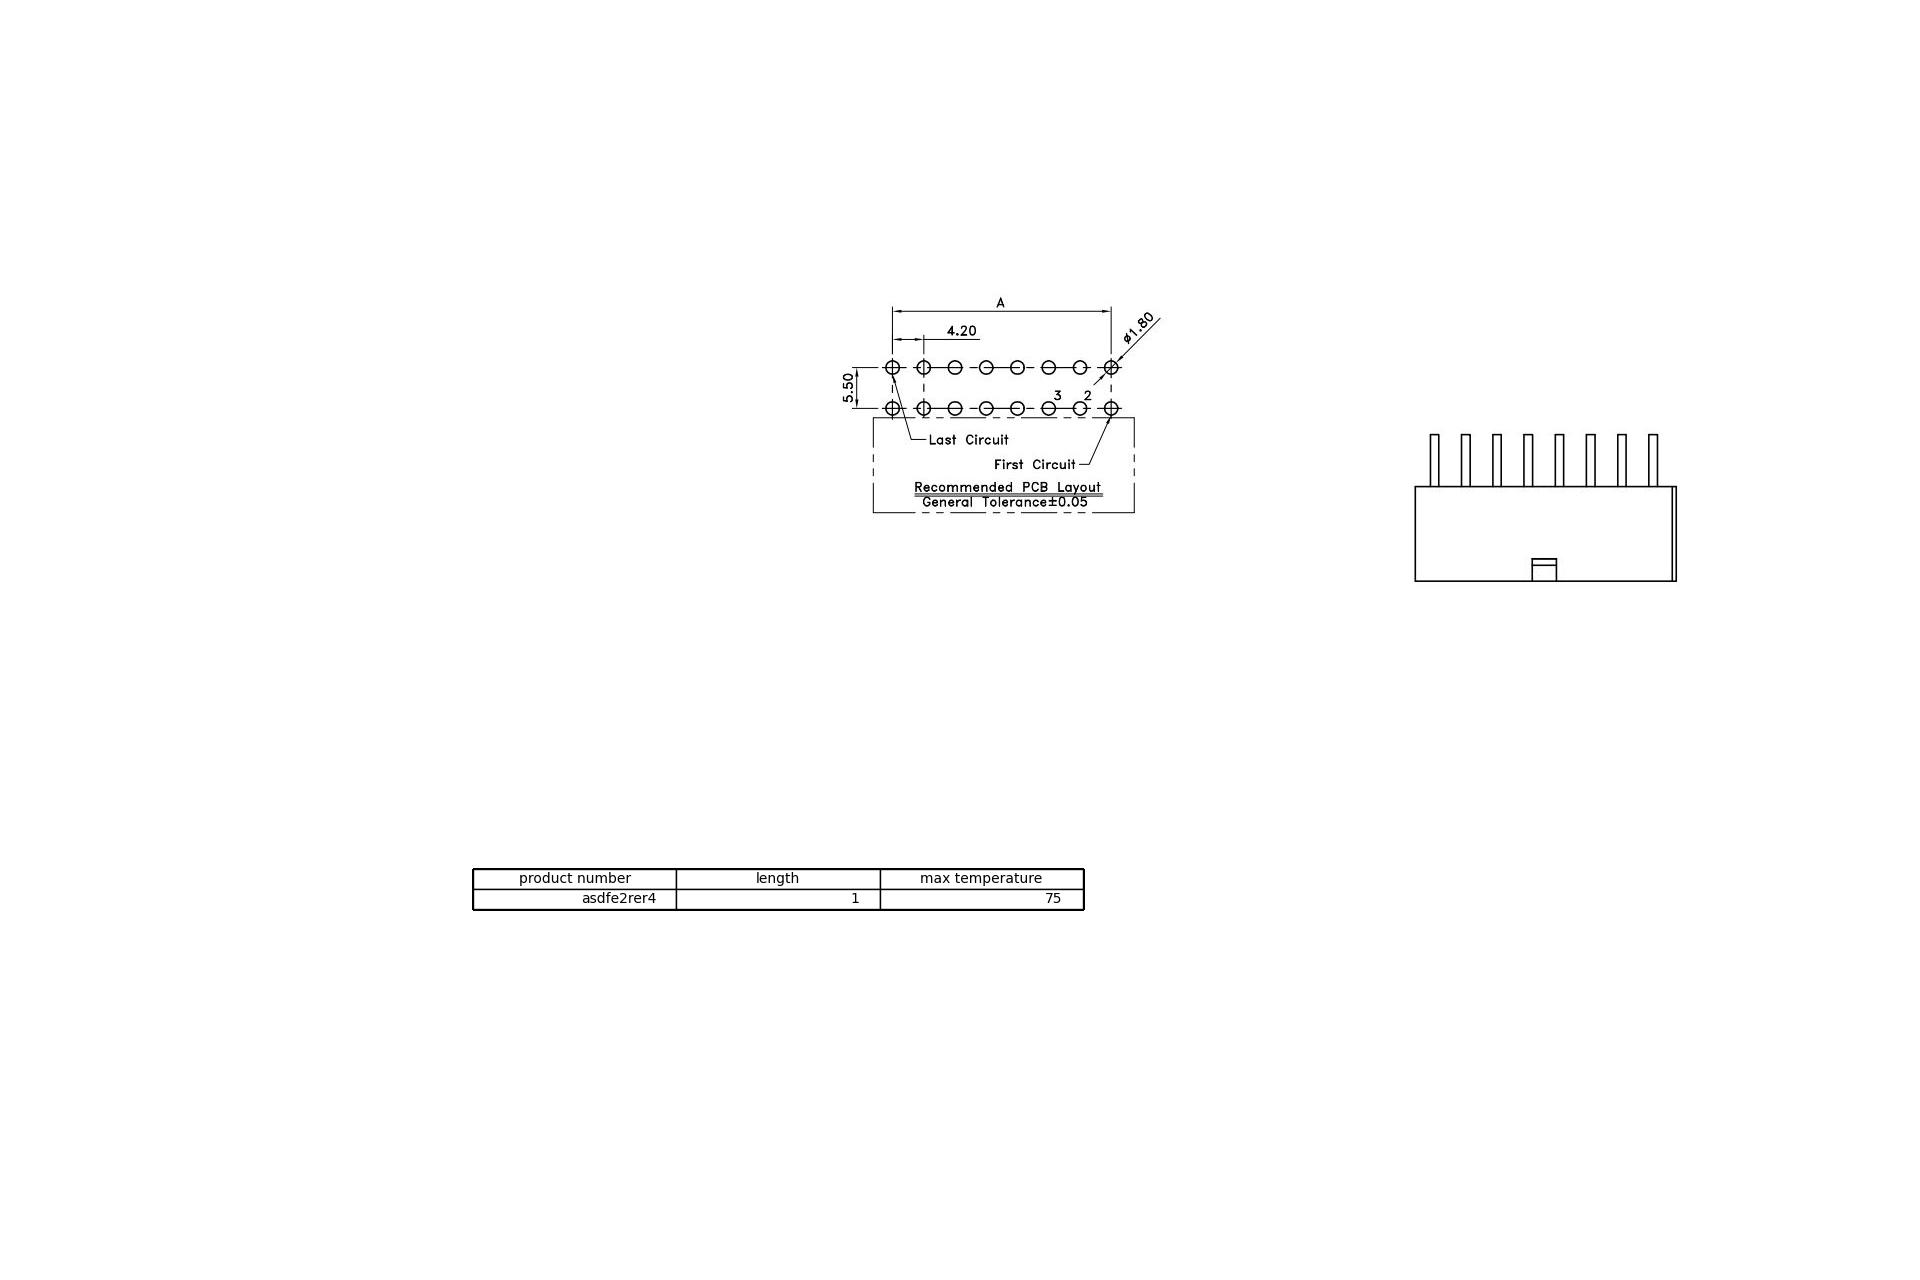 A
4.20
ø1.80
5.50
3 2
Last Circuit
First Circuit
Recommended PCB Layout
General Tolerance±0.05
product number length max temperature
asdfe2rer4 1 75